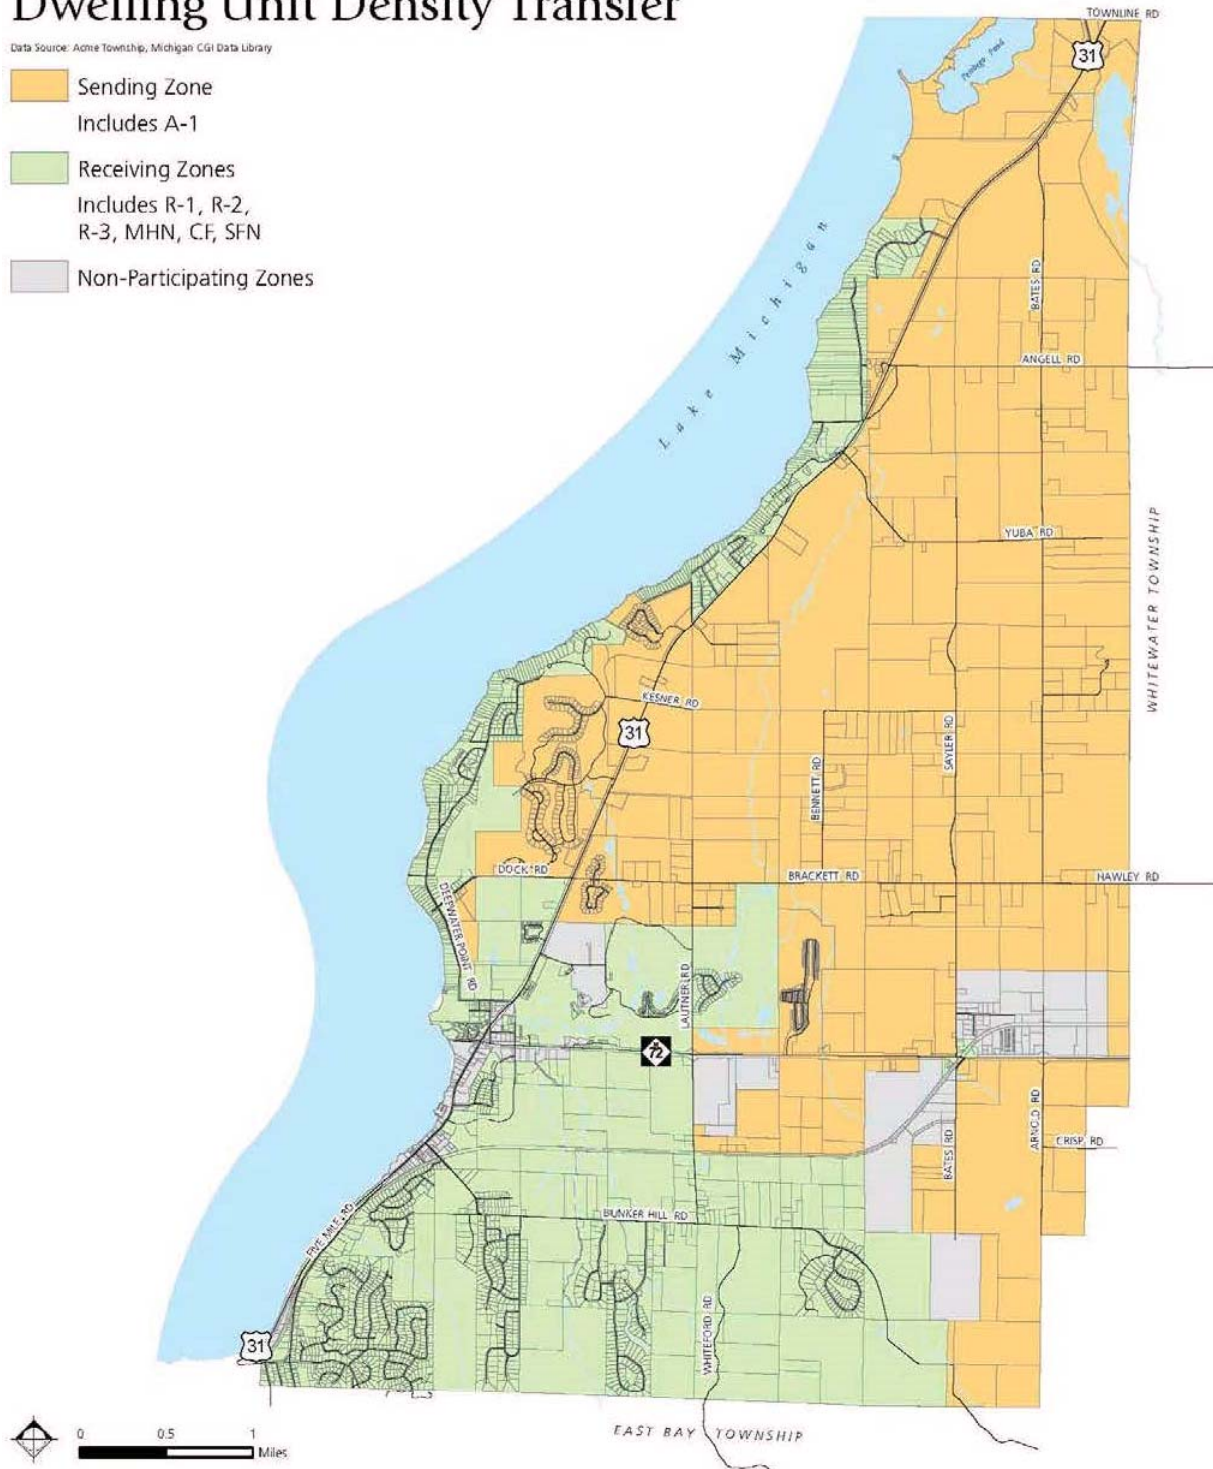 Dwelling Unit Density Transfer
Data Source: Acme Township, Michigan CGI Data Library
Sending Zone
Includes A-1
Receiving Zones
Includes R-1, R-2,
R-3, MHN, CF, SFN
Non-Participating Zones
TOWNLINE RD
31
Lake Michigan
BATES RD
ANGELL RD
YUBA RD
WHITEWATER TOWNSHIP
KESNER RD
31
SAYLER RD
BENNETT RD
DOCK RD
BRACKETT RD
HAWLEY RD
DEEPWATER POINT RD
LAUTNER RD
72
ARNOLD RD
CRISP RD
BATES RD
BUNKER HILL RD
FIVE MILE RD
WHITEFORD RD
31
EAST BAY TOWNSHIP
0 0.5 1
Miles